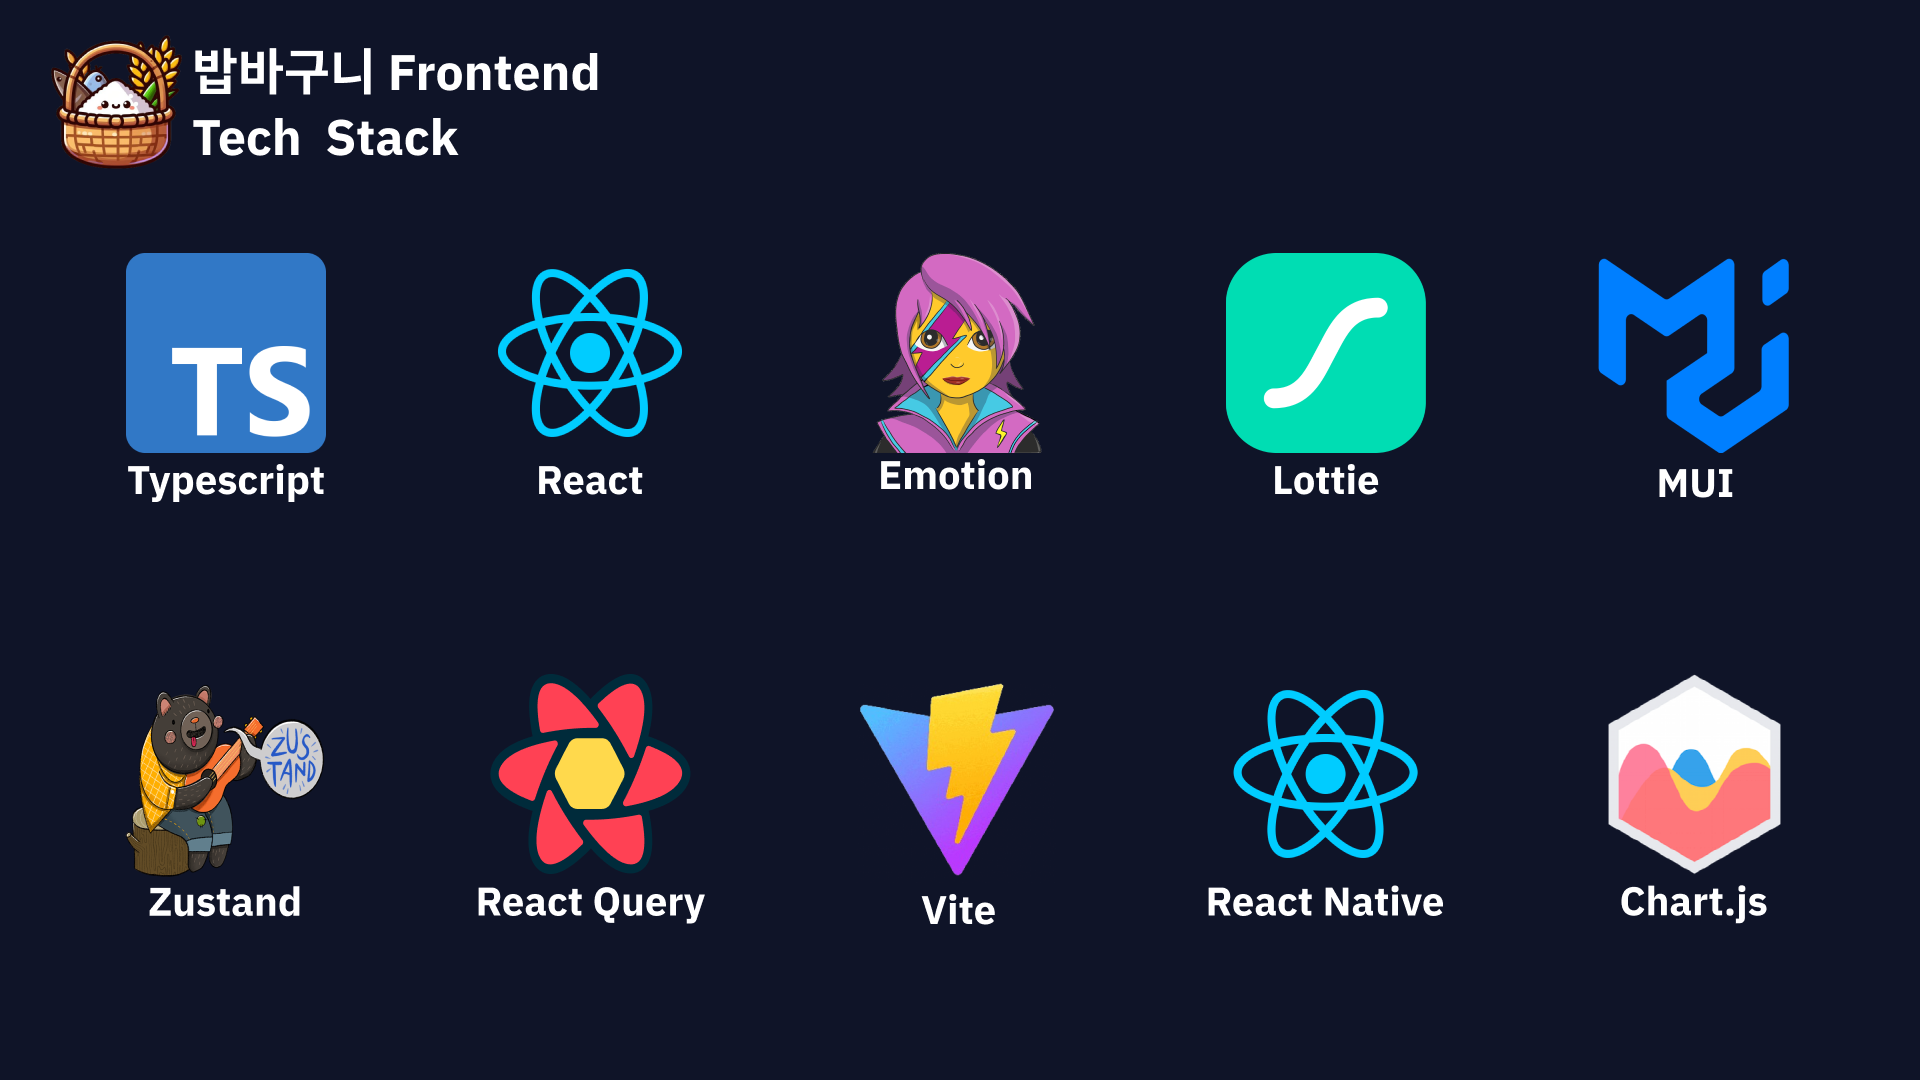 밥바구니 Frontend
Tech Stack
TS
Typescript
React
Emotion
Lottie
MUI
ZUS
TAND
Zustand
React Query
Vite
React Native
Chart.js